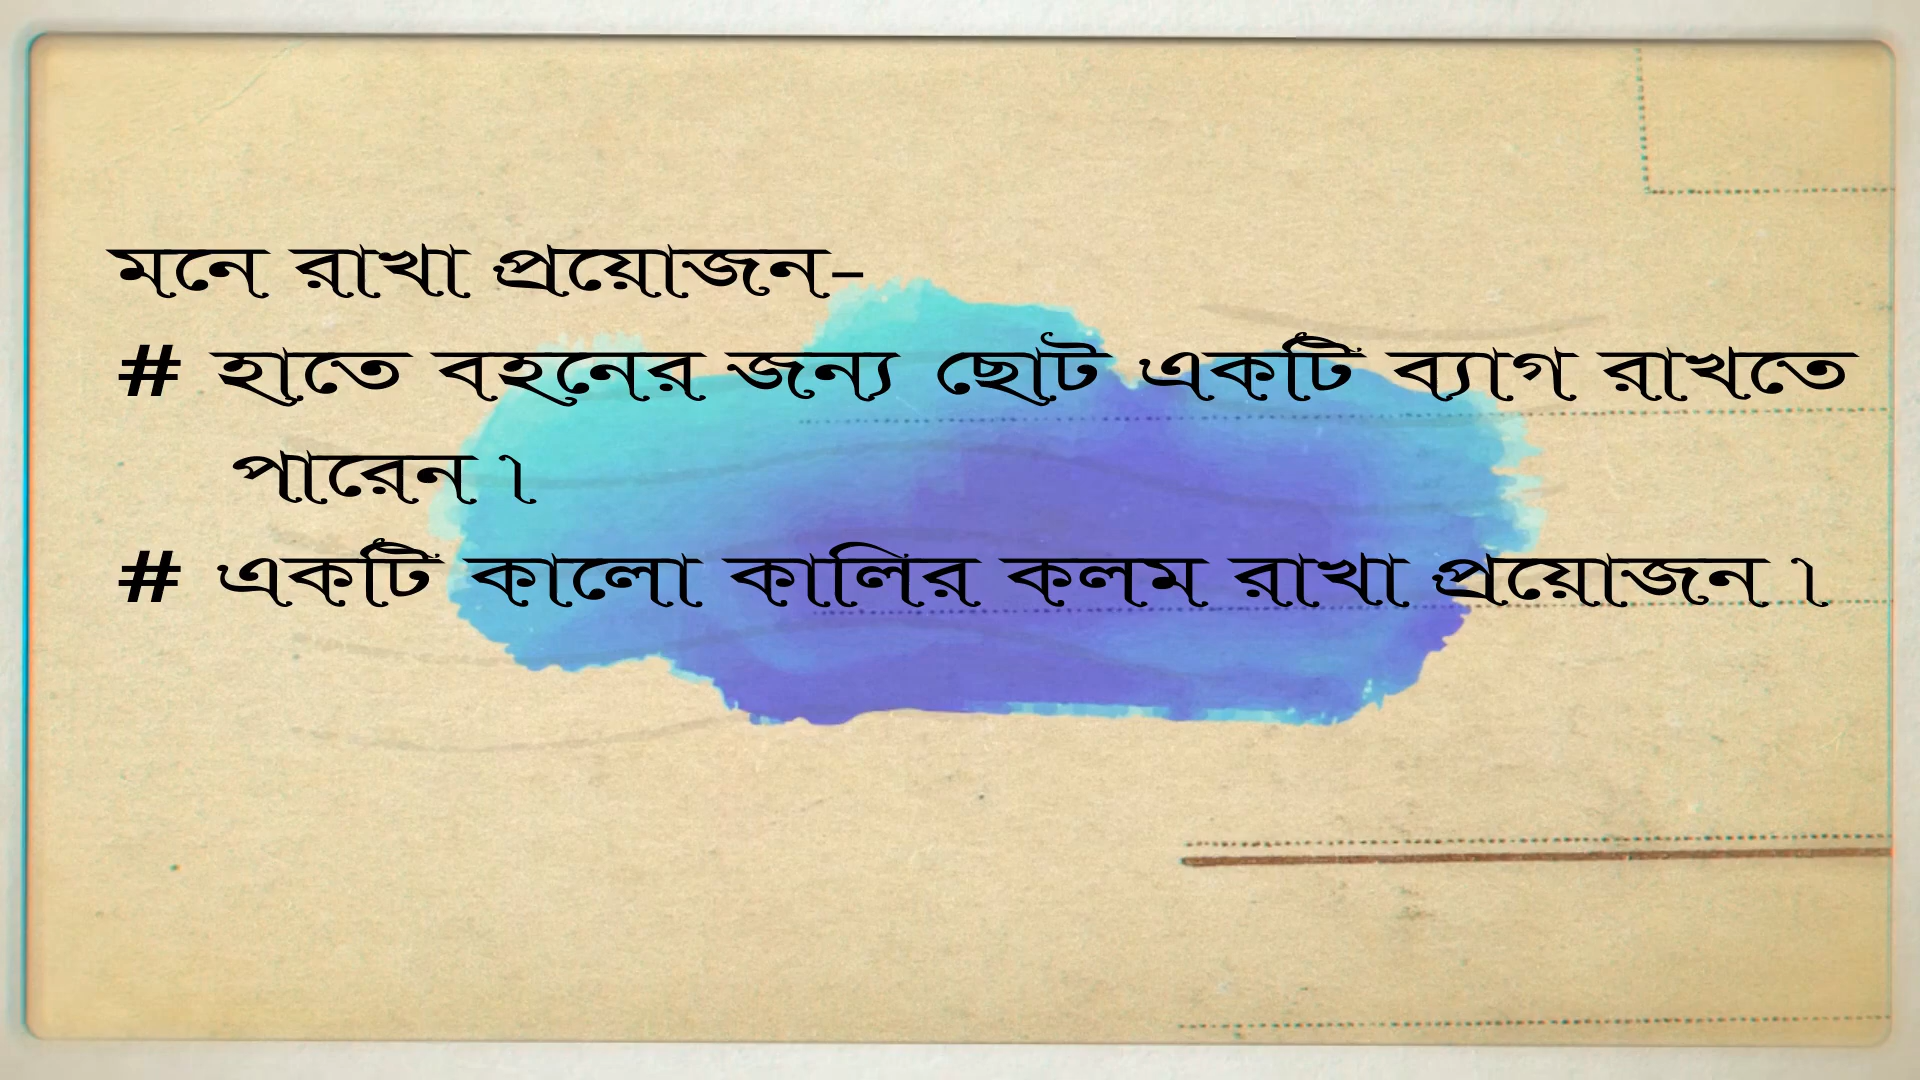 মনে রাখা প্রয়োজন-
# হাতে বহনের জন্য ছোট একটি ব্যাগ রাখতে
পারেন।
# একটি কালো কালির কলম রাখা প্রয়োজন।